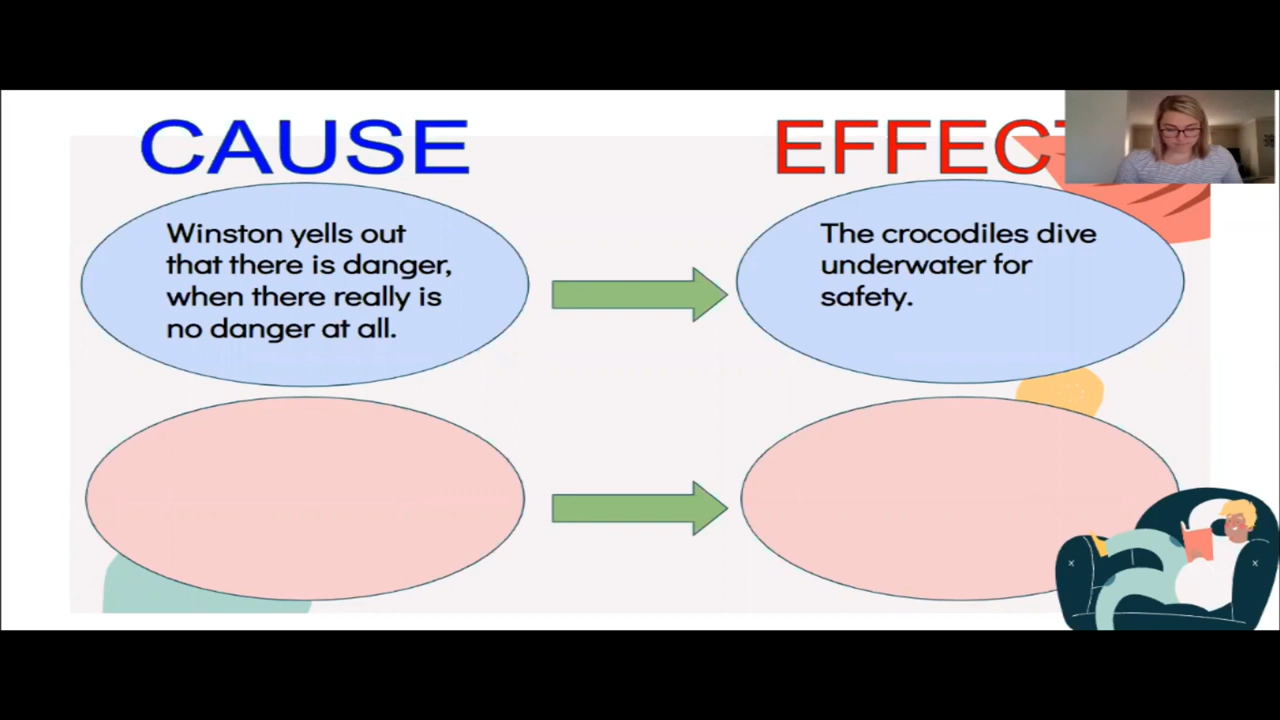 CAUSE
EFFECT
Winston yells out
that there is danger,
when there really is
no danger at all.
The crocodiles dive
underwater for
safety.